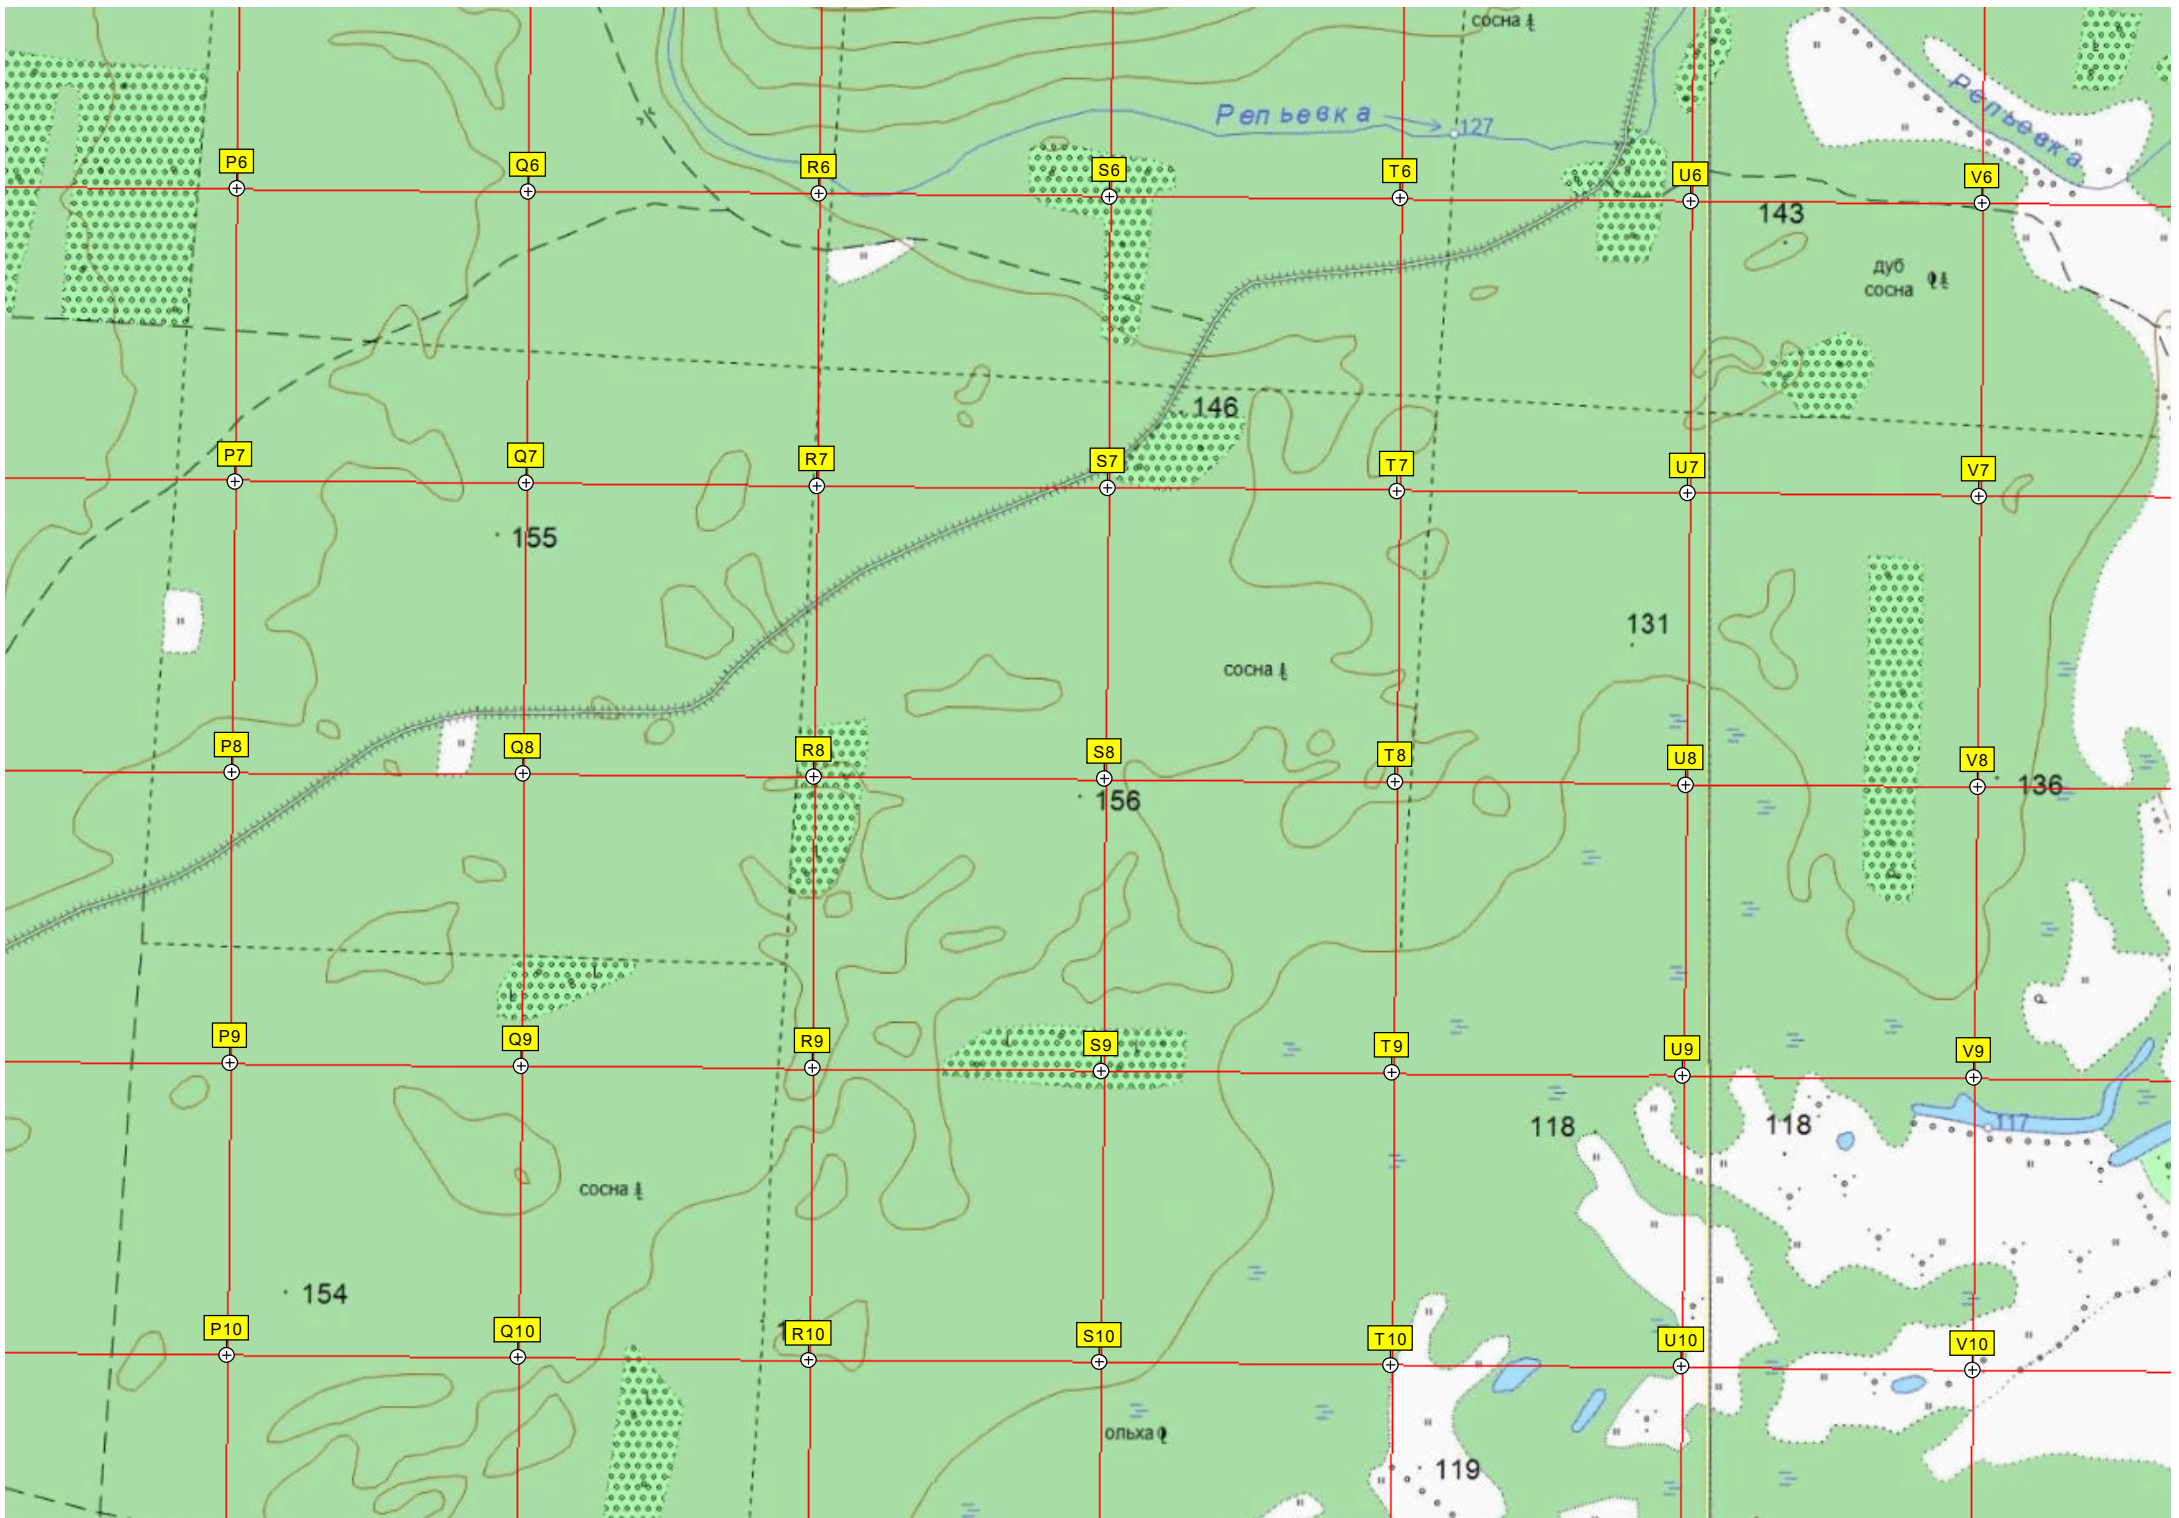 сосна
Репьевка
127
Репьевка
P6
Q6
R6
S6
T6
U6
V6
143
дуб
сосна
146
P7
Q7
R7
S7
T7
U7
V7
155
131
сосна
P8
Q8
R8
S8
T8
U8
V8
156
136
P9
Q9
R9
S9
T9
U9
V9
118
118
117
сосна
154
P10
Q10
R10
S10
T10
U10
V10
ольха
119